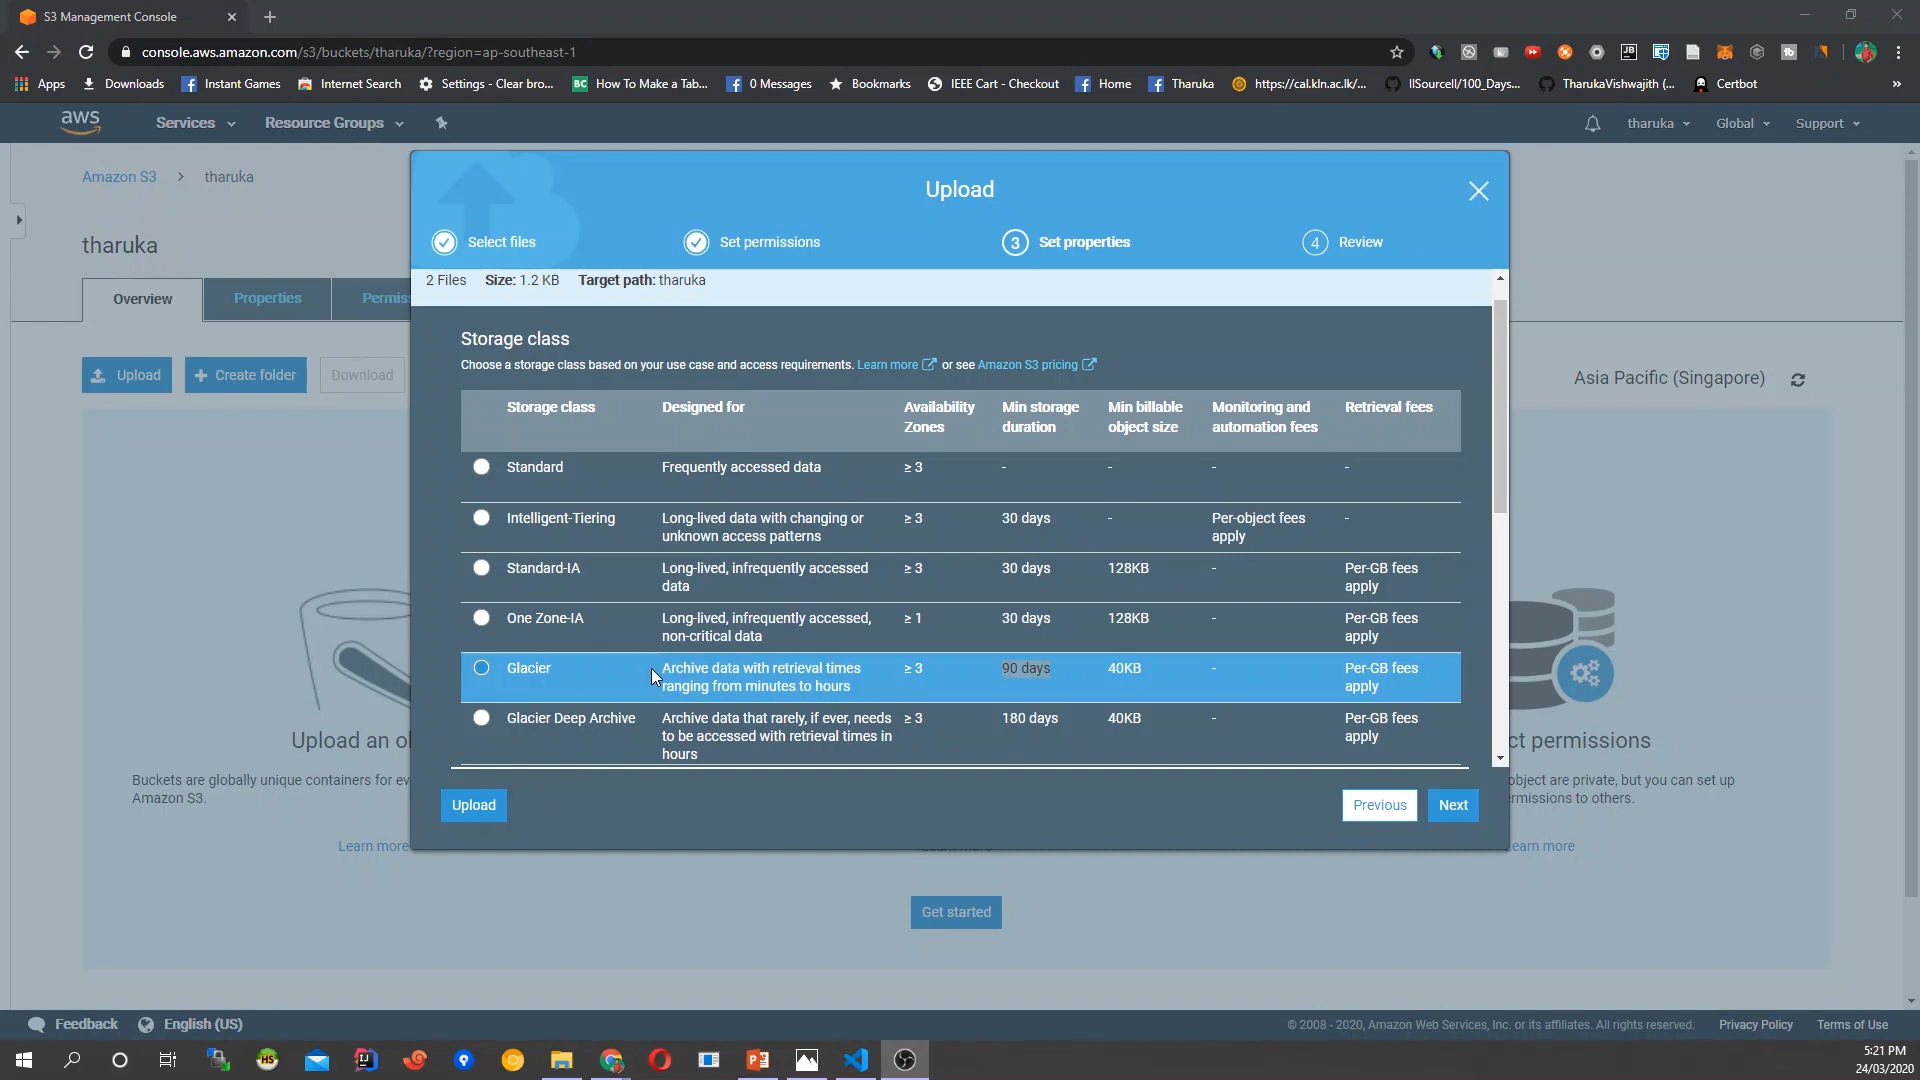 S3 Management Console
console.aws.amazon.com/s3/buckets/tharuka/?region=ap-southeast-1
Apps Downloads Instant Games Internet Search Settings - Clear bro... BC How To Make a Tab... 0 Messages Bookmarks IEEE Cart - Checkout Home Tharuka https://cal.kln.ac.lk/... llSourcell/100_Days... TharukaVishwajith (... Certbot »
aws Services Resource Groups tharuka Global Support
Amazon S3 > tharuka
tharuka
Overview Properties Permis
Upload + Create folder Download
Asia Pacific (Singapore)
Upload
Select files Set permissions 3 Set properties 4 Review
2 Files Size: 1.2 KB Target path: tharuka
Storage class
Choose a storage class based on your use case and access requirements. Learn more or see Amazon S3 pricing
Storage class Designed for Availability Zones Min storage duration Min billable object size Monitoring and automation fees Retrieval fees
Standard Frequently accessed data ≥ 3 - - - -
Intelligent-Tiering Long-lived data with changing or unknown access patterns ≥ 3 30 days - Per-object fees apply -
Standard-IA Long-lived, infrequently accessed data ≥ 3 30 days 128KB - Per-GB fees apply
One Zone-IA Long-lived, infrequently accessed, non-critical data ≥ 1 30 days 128KB - Per-GB fees apply
Glacier Archive data with retrieval times ranging from minutes to hours ≥ 3 90 days 40KB - Per-GB fees apply
Glacier Deep Archive Archive data that rarely, if ever, needs to be accessed with retrieval times in hours ≥ 3 180 days 40KB - Per-GB fees apply
Upload Previous Next
Upload an o
Buckets are globally unique containers for ev
Amazon S3.
Learn more
ct permissions
object are private, but you can set up
rmissions to others.
earn more
Get started
Feedback English (US)
© 2008 - 2020, Amazon Web Services, Inc. or its affiliates. All rights reserved. Privacy Policy Terms of Use
5:21 PM
24/03/2020